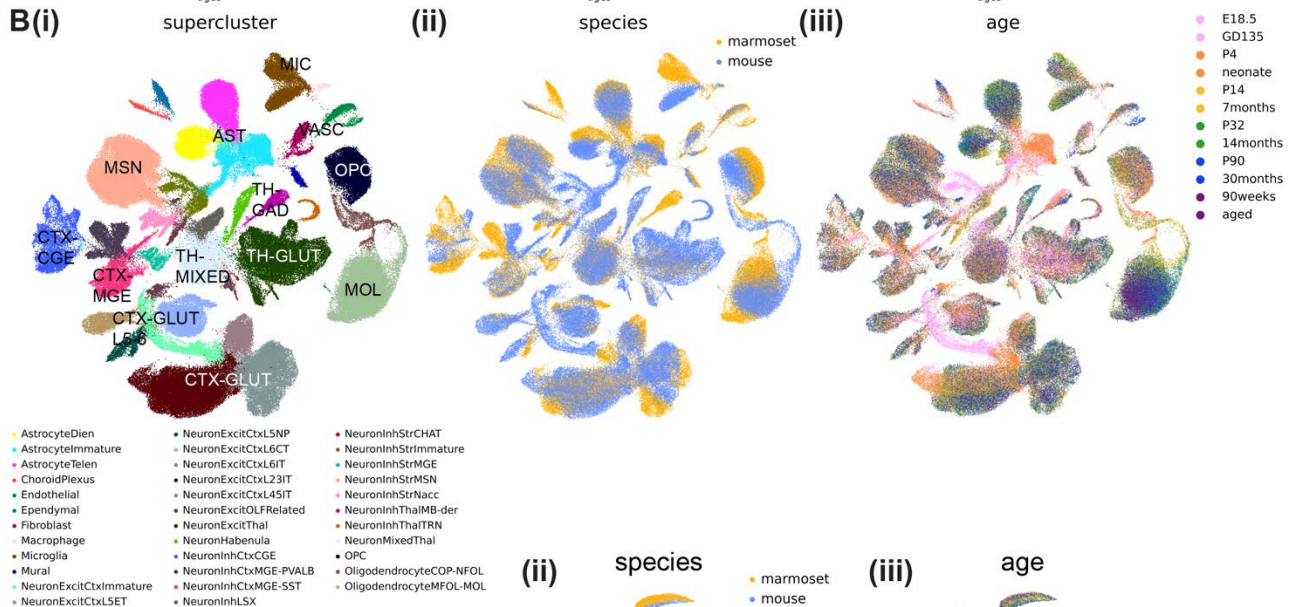 B(i)
supercluster
MIC
AST
VASC
MSN
OPC
TH-
GAD
CTX-
CGE
TH-
MIXED
TH-GLUT
CTX-
MGE
MOL
CTX-GLUT
L5-6
CTX-GLUT
AstrocyteDien
AstrocyteImmature
AstrocyteTelen
ChoroidPlexus
Endothelial
Ependymal
Fibroblast
Macrophage
Microglia
Mural
NeuronExcitCtxImmature
NeuronExcitCtxL5ET
NeuronExcitCtxL5NP
NeuronExcitCtxL6CT
NeuronExcitCtxL6IT
NeuronExcitCtxL23IT
NeuronExcitCtxL45IT
NeuronExcitOLFRelated
NeuronExcitThal
NeuronHabenula
NeuronInhCtxCGE
NeuronInhCtxMGE-PVALB
NeuronInhCtxMGE-SST
NeuronInhLSX
NeuronInhStrCHAT
NeuronInhStrImmature
NeuronInhStrMGE
NeuronInhStrMSN
NeuronInhStrNacc
NeuronInhThalMB-der
NeuronInhThalTRN
NeuronMixedThal
OPC
OligodendrocyteCOP-NFOL
OligodendrocyteMFOL-MOL
(ii)
species
marmoset
mouse
(iii)
age
E18.5
GD135
P4
neonate
P14
7months
P32
14months
P90
30months
90weeks
aged
(ii)
species
marmoset
mouse
(iii)
age